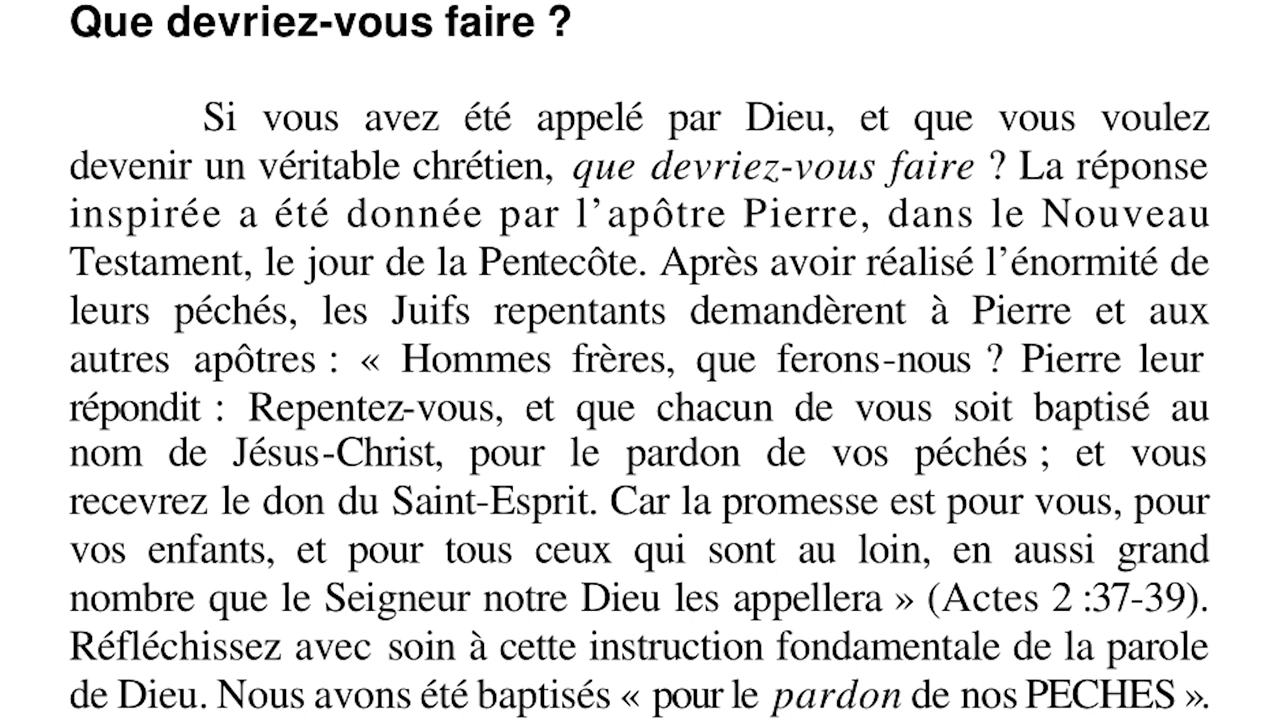 Que devriez-vous faire ?
Si vous avez été appelé par Dieu, et que vous voulez
devenir un véritable chrétien, que devriez-vous faire ? La réponse
inspirée a été donnée par l’apôtre Pierre, dans le Nouveau
Testament, le jour de la Pentecôte. Après avoir réalisé l’énormité de
leurs péchés, les Juifs repentants demandèrent à Pierre et aux
autres apôtres : « Hommes frères, que ferons-nous ? Pierre leur
répondit : Repentez-vous, et que chacun de vous soit baptisé au
nom de Jésus-Christ, pour le pardon de vos péchés ; et vous
recevrez le don du Saint-Esprit. Car la promesse est pour vous, pour
vos enfants, et pour tous ceux qui sont au loin, en aussi grand
nombre que le Seigneur notre Dieu les appellera » (Actes 2 :37-39).
Réfléchissez avec soin à cette instruction fondamentale de la parole
de Dieu. Nous avons été baptisés « pour le pardon de nos PECHES ».